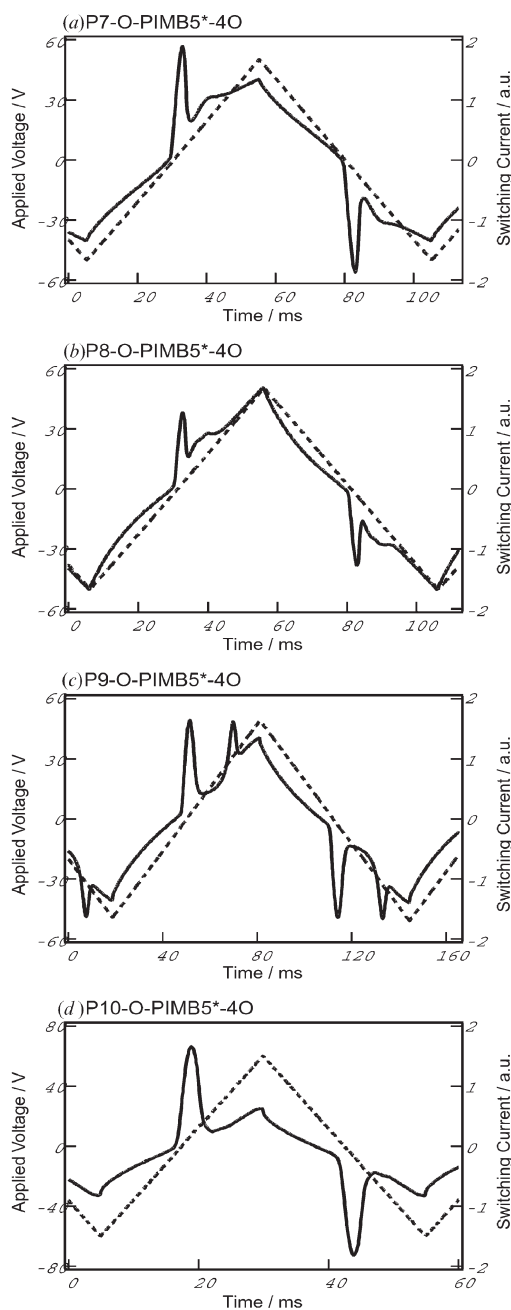 (a)P7-O-PIMB5*-4O
60
30
0
-30
-60
2
1
0
-1
-2
Applied Voltage / V
Switching Current / a.u.
0 20 40 60 80 100
Time / ms
(b)P8-O-PIMB5*-4O
60
30
0
-30
-60
2
1
0
-1
-2
Applied Voltage / V
Switching Current / a.u.
0 20 40 60 80 100
Time / ms
(c)P9-O-PIMB5*-4O
60
30
0
-30
-60
2
1
0
-1
-2
Applied Voltage / V
Switching Current / a.u.
0 40 80 120 160
Time / ms
(d)P10-O-PIMB5*-4O
80
40
0
-40
-80
2
1
0
-1
-2
Applied Voltage / V
Switching Current / a.u.
0 20 40 60
Time / ms